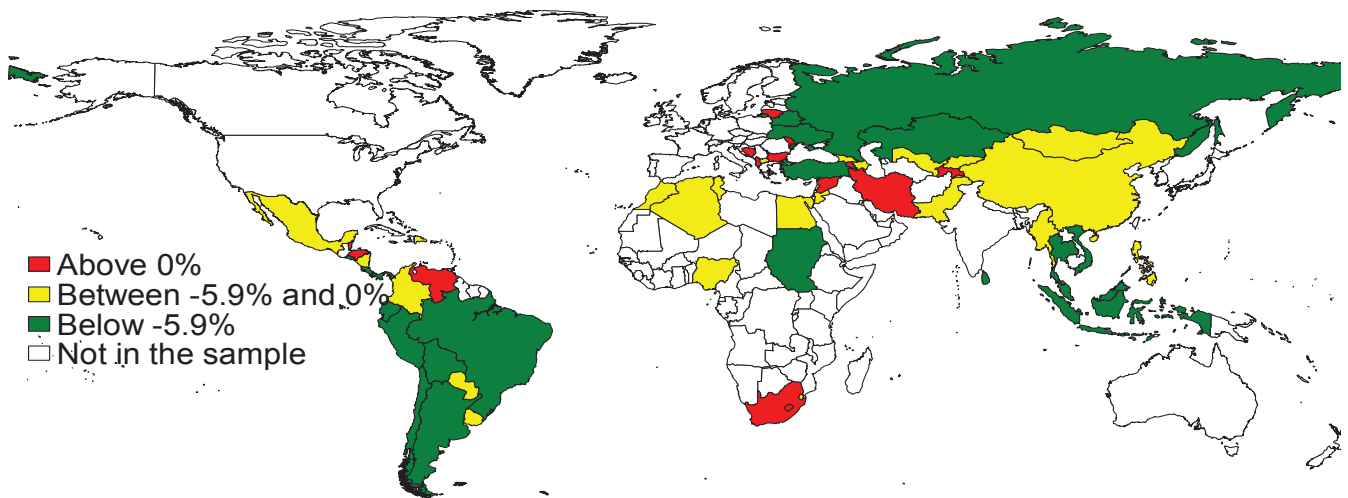 Above 0%
Between -5.9% and 0%
Below -5.9%
Not in the sample